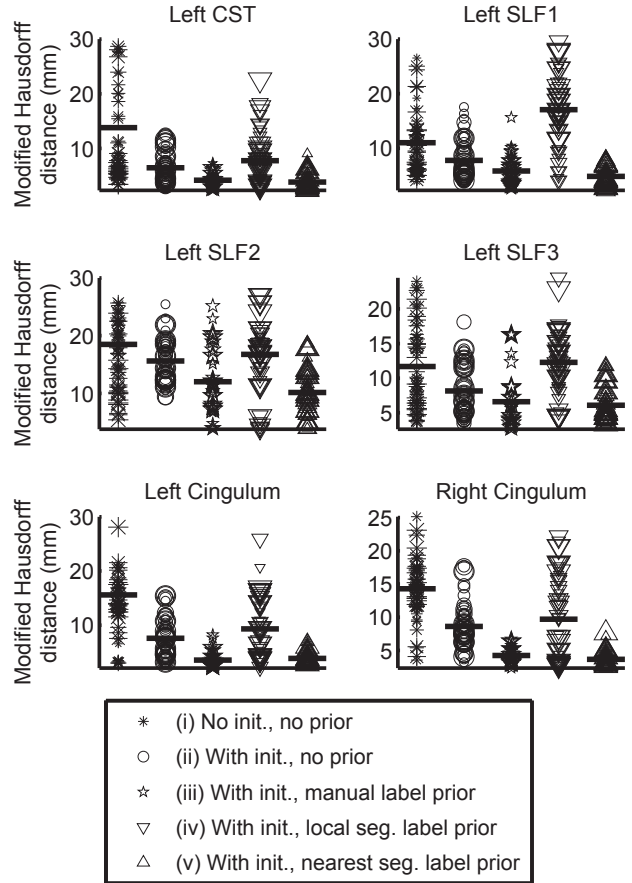 Left CST
Left SLF1
Modified Hausdorff
distance (mm)
30
20
10
30
20
10
Left SLF2
Left SLF3
Modified Hausdorff
distance (mm)
30
20
10
20
15
10
5
Left Cingulum
Right Cingulum
Modified Hausdorff
distance (mm)
30
20
10
25
20
15
10
5
(i) No init., no prior
(ii) With init., no prior
(iii) With init., manual label prior
(iv) With init., local seg. label prior
(v) With init., nearest seg. label prior